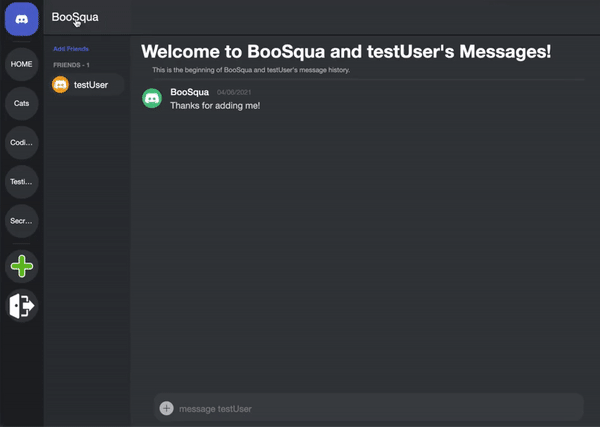 BooSqua
HOME
Cats
Codi...
Testi...
Secr...
Add Friends
FRIENDS - 1
testUser
Welcome to BooSqua and testUser's Messages!
This is the beginning of BooSqua and testUser's message history.
BooSqua 04/06/2021
Thanks for adding me!
message testUser